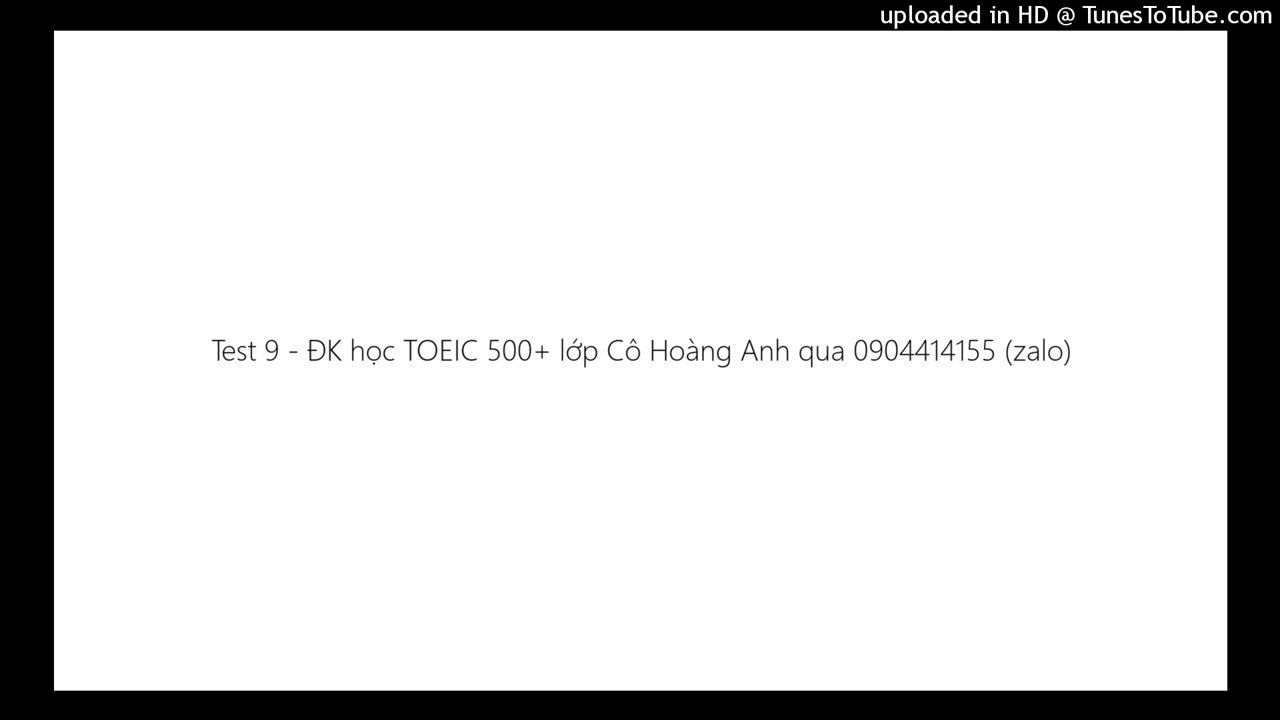 uploaded in HD @ TunesToTube.com
Test 9 - ĐK học TOEIC 500+ lớp Cô Hoàng Anh qua 0904414155 (zalo)